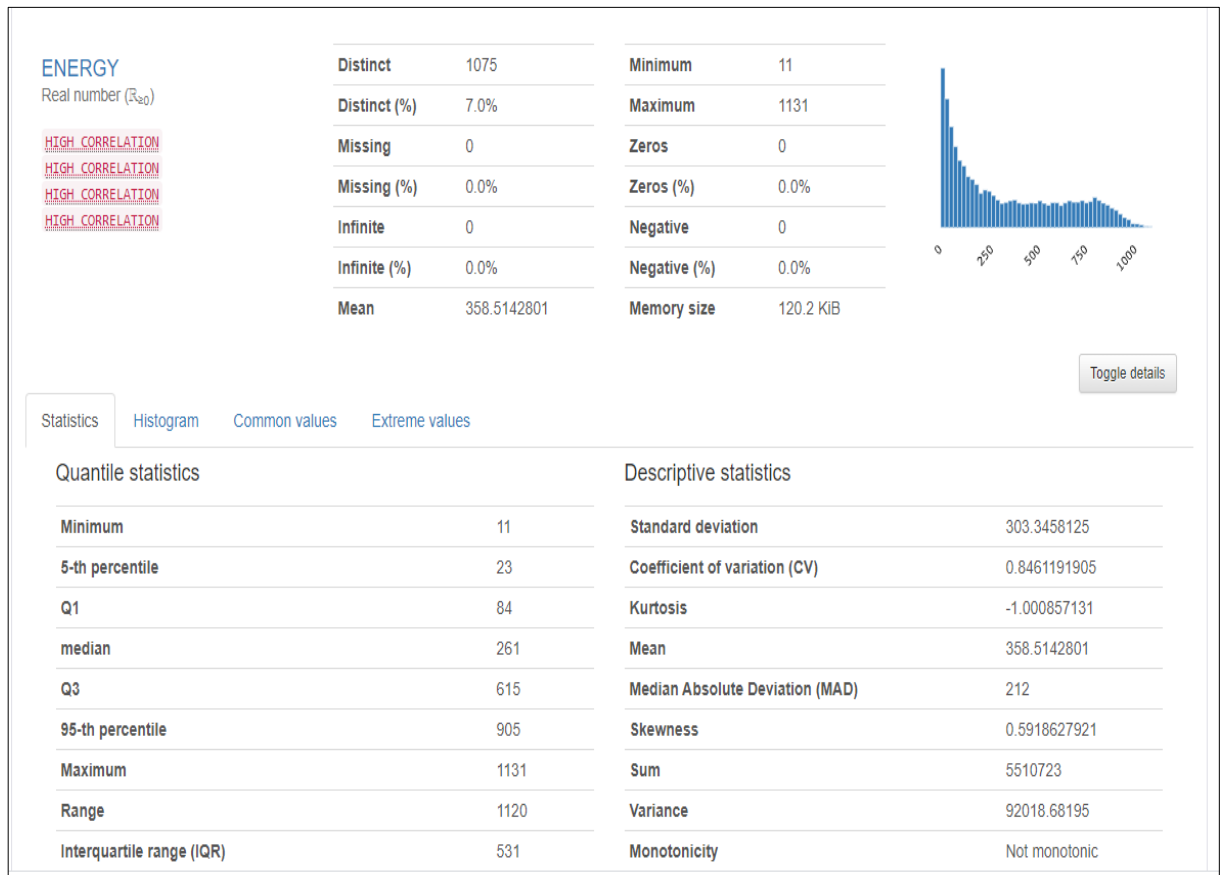 ENERGY
Real number (ℝ≥0)
HIGH CORRELATION
HIGH CORRELATION
HIGH CORRELATION
HIGH CORRELATION
Distinct 1075
Distinct (%) 7.0%
Missing 0
Missing (%) 0.0%
Infinite 0
Infinite (%) 0.0%
Mean 358.5142801
Minimum 11
Maximum 1131
Zeros 0
Zeros (%) 0.0%
Negative 0
Negative (%) 0.0%
Memory size 120.2 KiB
0 250 500 750 1000
Toggle details
Statistics Histogram Common values Extreme values
Quantile statistics
Minimum 11
5-th percentile 23
Q1 84
median 261
Q3 615
95-th percentile 905
Maximum 1131
Range 1120
Interquartile range (IQR) 531
Descriptive statistics
Standard deviation 303.3458125
Coefficient of variation (CV) 0.8461191905
Kurtosis -1.000857131
Mean 358.5142801
Median Absolute Deviation (MAD) 212
Skewness 0.5918627921
Sum 5510723
Variance 92018.68195
Monotonicity Not monotonic